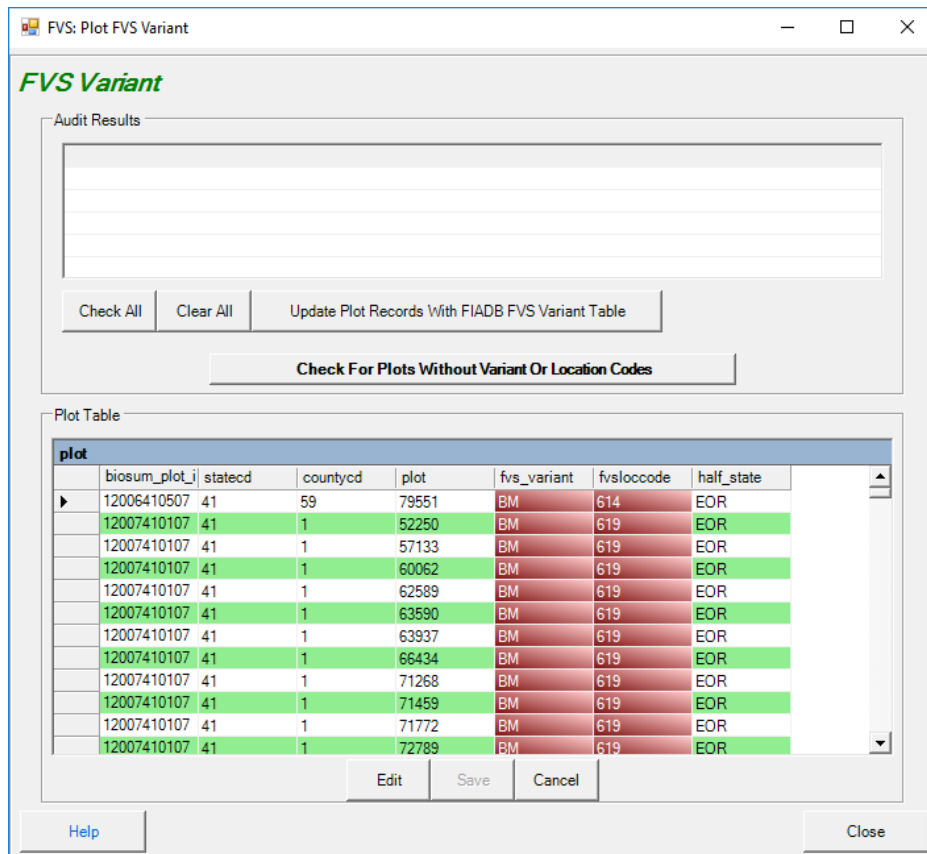 FVS: Plot FVS Variant
FVS Variant
Audit Results
Check All Clear All Update Plot Records With FIADB FVS Variant Table
Check For Plots Without Variant Or Location Codes
Plot Table
plot
biosum_plot_i statecd countycd plot fvs_variant fvsloccode half_state
12006410507 41 59 79551 BM 614 EOR
12007410107 41 1 52250 BM 619 EOR
12007410107 41 1 57133 BM 619 EOR
12007410107 41 1 60062 BM 619 EOR
12007410107 41 1 62589 BM 619 EOR
12007410107 41 1 63590 BM 619 EOR
12007410107 41 1 63937 BM 619 EOR
12007410107 41 1 66434 BM 619 EOR
12007410107 41 1 71268 BM 619 EOR
12007410107 41 1 71459 BM 619 EOR
12007410107 41 1 71772 BM 619 EOR
12007410107 41 1 72789 BM 619 EOR
Edit Save Cancel
Help Close